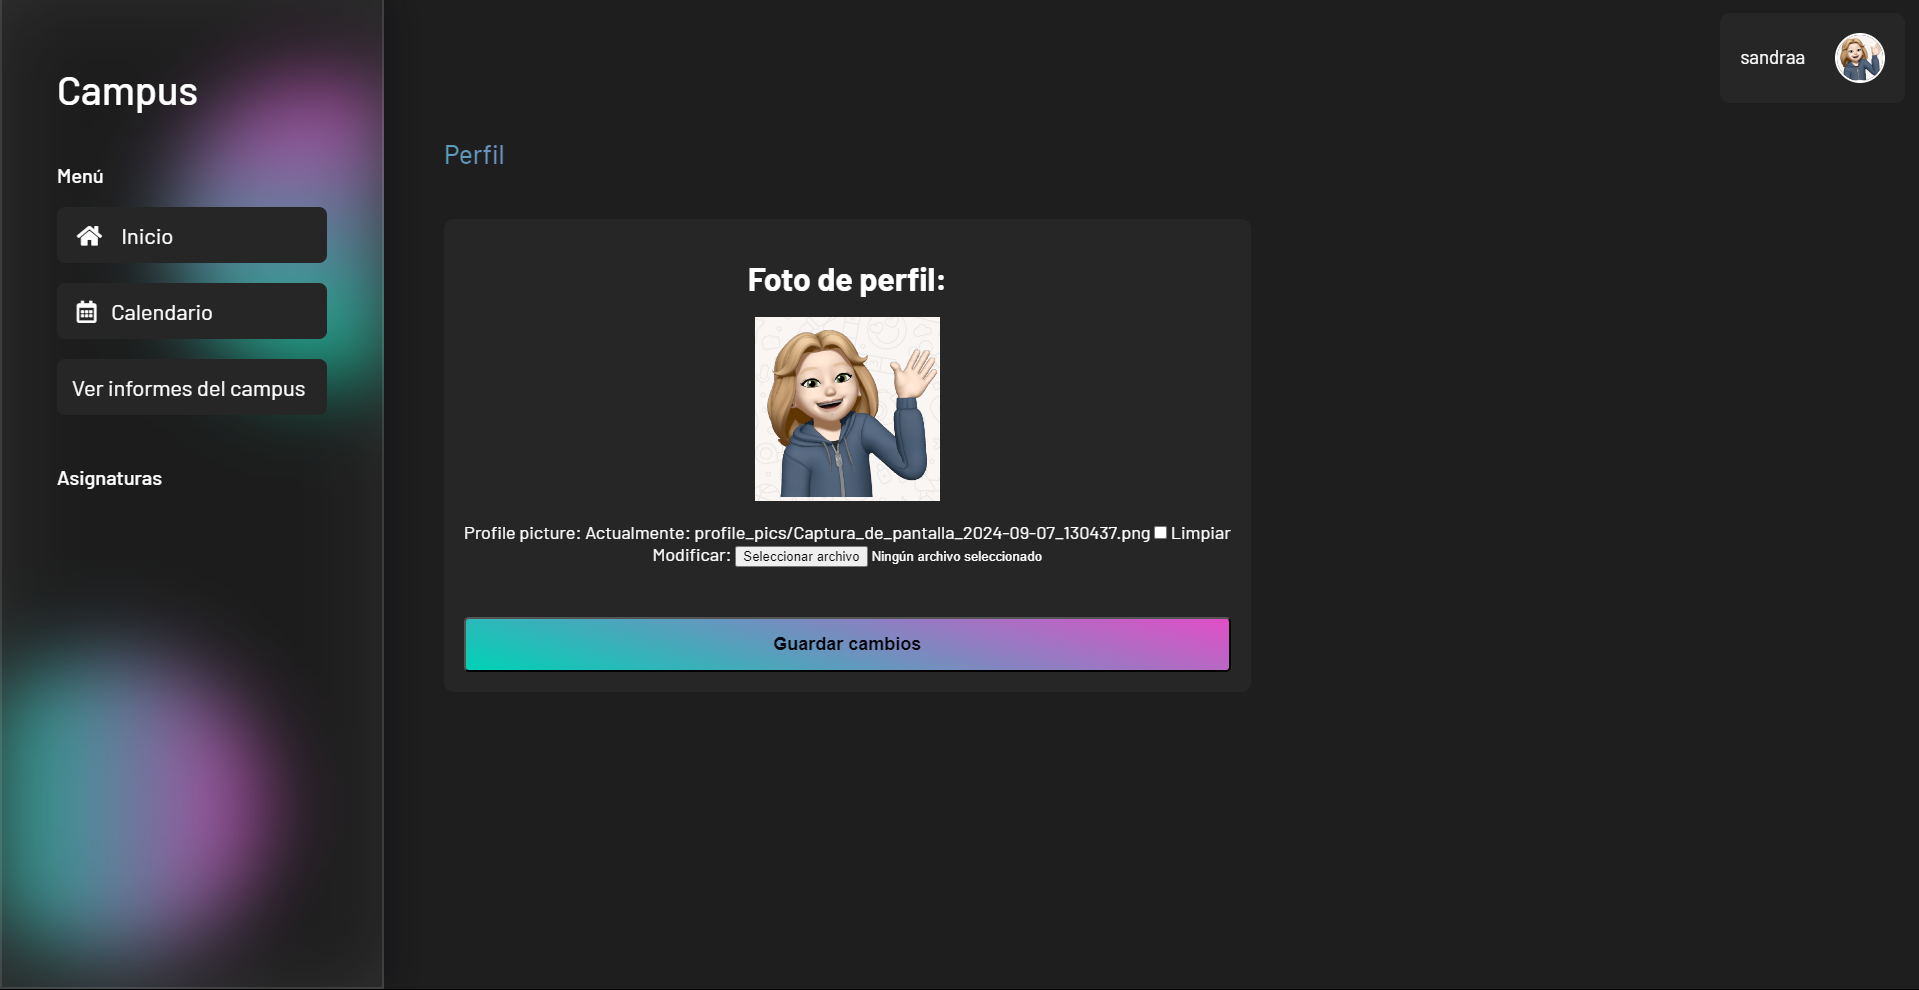 Campus
Menú
Inicio
Calendario
Ver informes del campus
Asignaturas
sandraa
Perfil
Foto de perfil:
Profile picture: Actualmente: profile_pics/Captura_de_pantalla_2024-09-07_130437.png Limpiar
Modificar: Seleccionar archivo Ningún archivo seleccionado
Guardar cambios